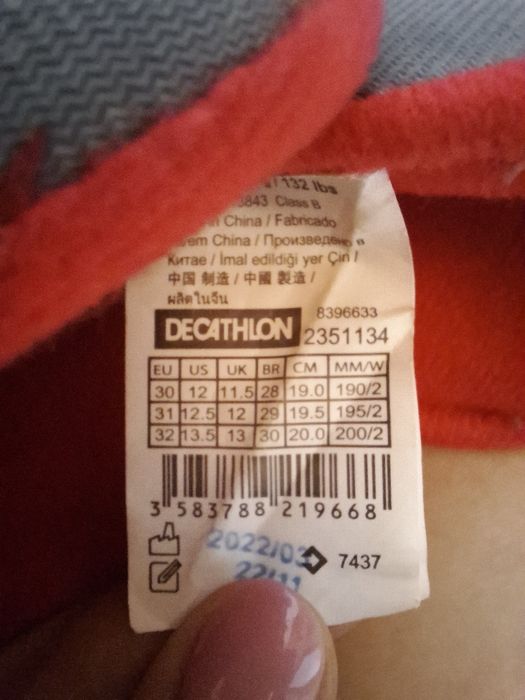 / 132 lbs
3843 Class B
China / Fabricado
em China / Произведено в
Китае / İmal edildiği yer Çin /
中国 制造 / 中國 製造 /
ผลิตในจีน
8396633
DECATHLON 2351134
EU US UK BR CM MM/W
30 12 11.5 28 19.0 190/2
31 12.5 12 29 19.5 195/2
32 13.5 13 30 20.0 200/2
3 583788 219668
2022/03
7437
22/11